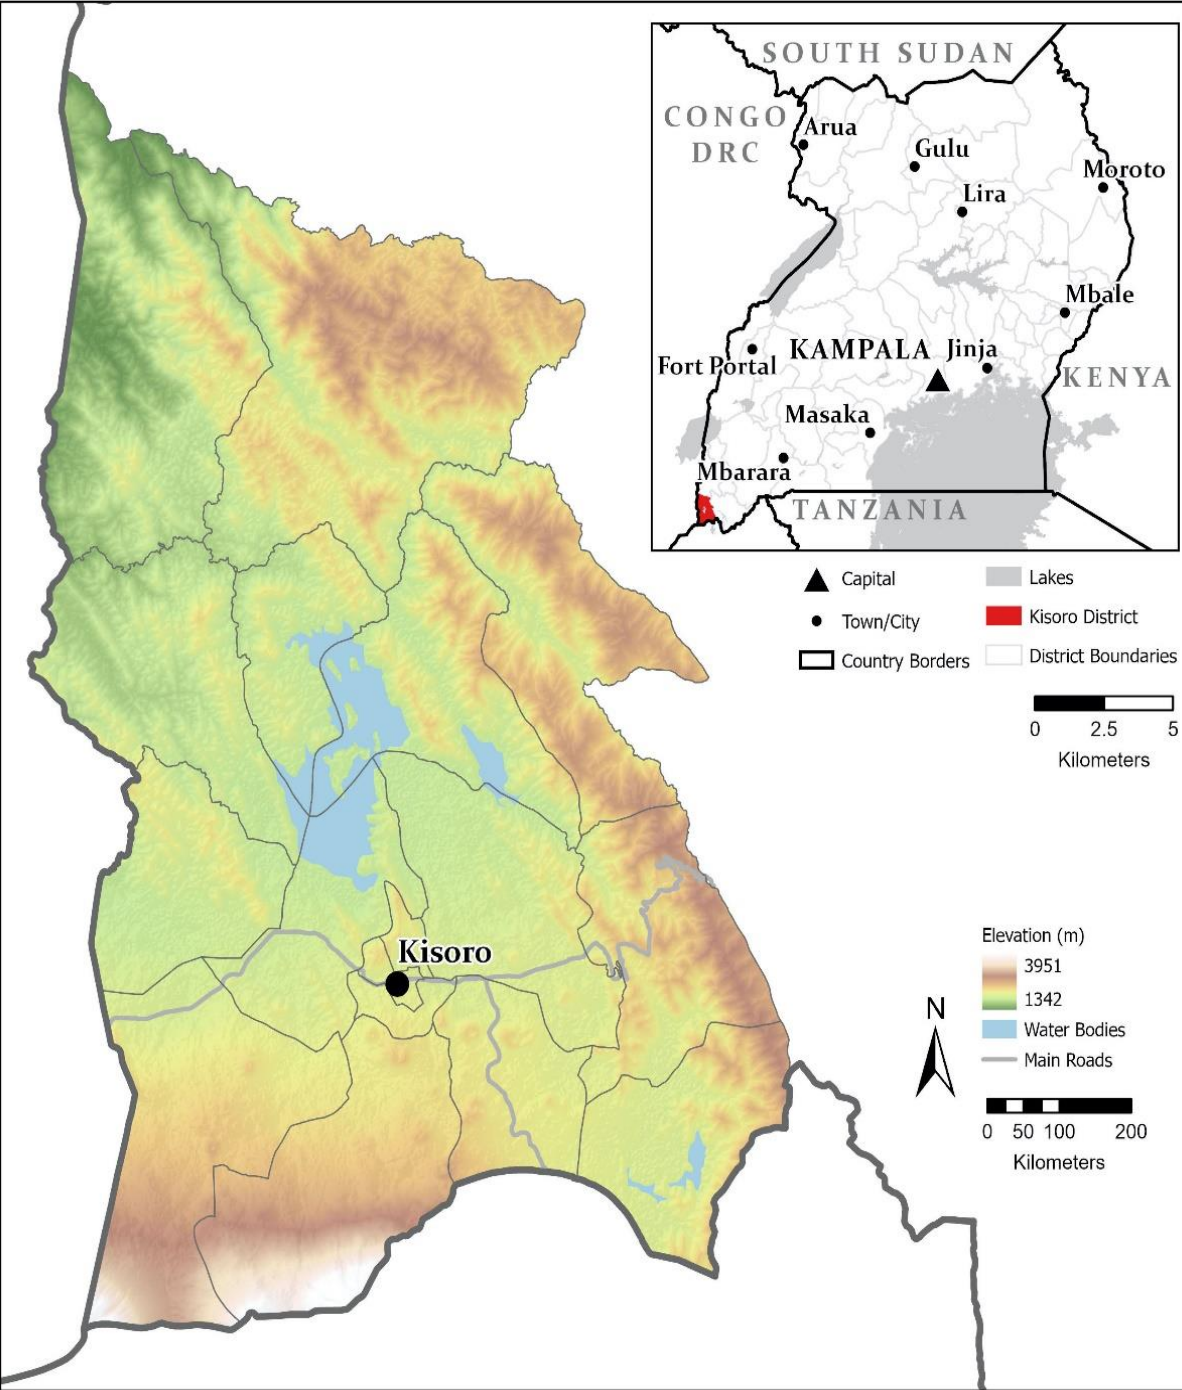 SOUTH SUDAN
CONGO
DRC
Arua
Gulu
Moroto
Lira
Mbale
KAMPALA
Jinja
Fort Portal
KENYA
Masaka
Mbarara
TANZANIA
Capital
Lakes
Town/City
Kisoro District
Country Borders
District Boundaries
0 2.5 5
Kilometers
Kisoro
Elevation (m)
3951
1342
Water Bodies
Main Roads
N
0 50 100 200
Kilometers